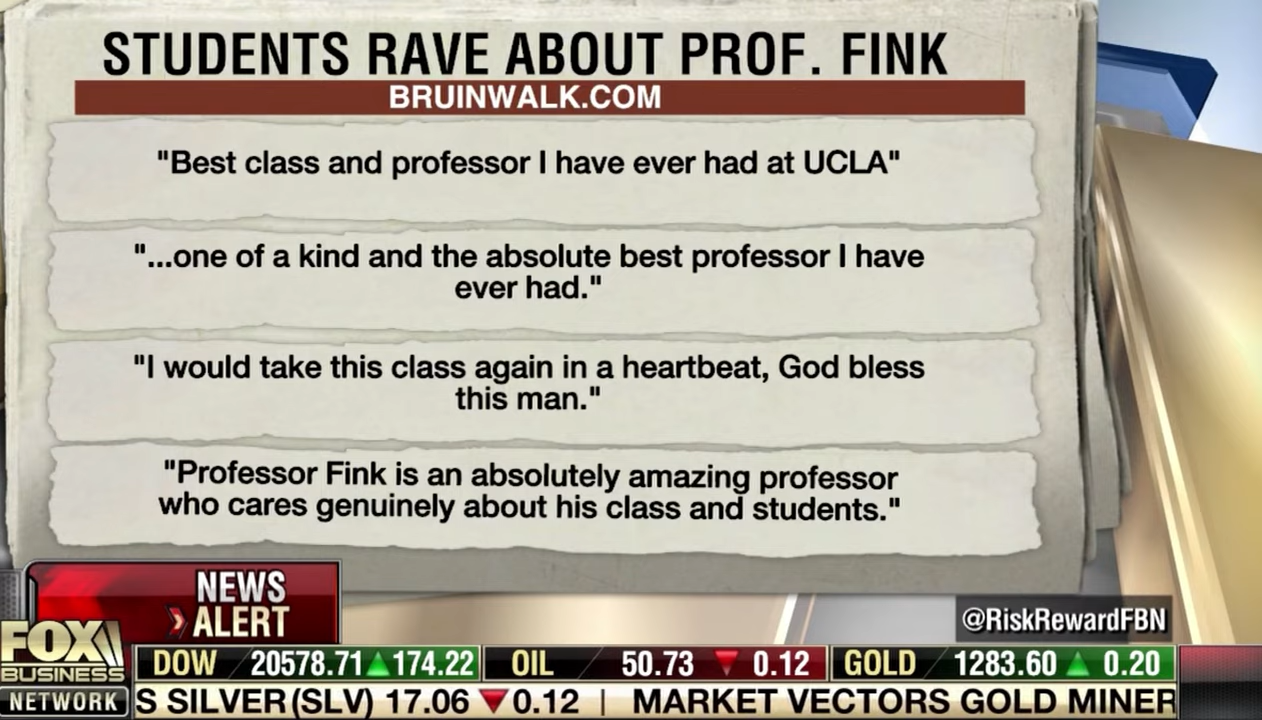 STUDENTS RAVE ABOUT PROF. FINK
BRUINWALK.COM
"Best class and professor I have ever had at UCLA"
"...one of a kind and the absolute best professor I have
ever had."
"I would take this class again in a heartbeat, God bless
this man."
"Professor Fink is an absolutely amazing professor
who cares genuinely about his class and students."
NEWS
ALERT
@RiskRewardFBN
FOX
BUSINESS
NETWORK
DOW 20578.71 ▲ 174.22 OIL 50.73 ▼ 0.12 GOLD 1283.60 ▲ 0.20
S SILVER (SLV) 17.06 ▼ 0.12 | MARKET VECTORS GOLD MINER